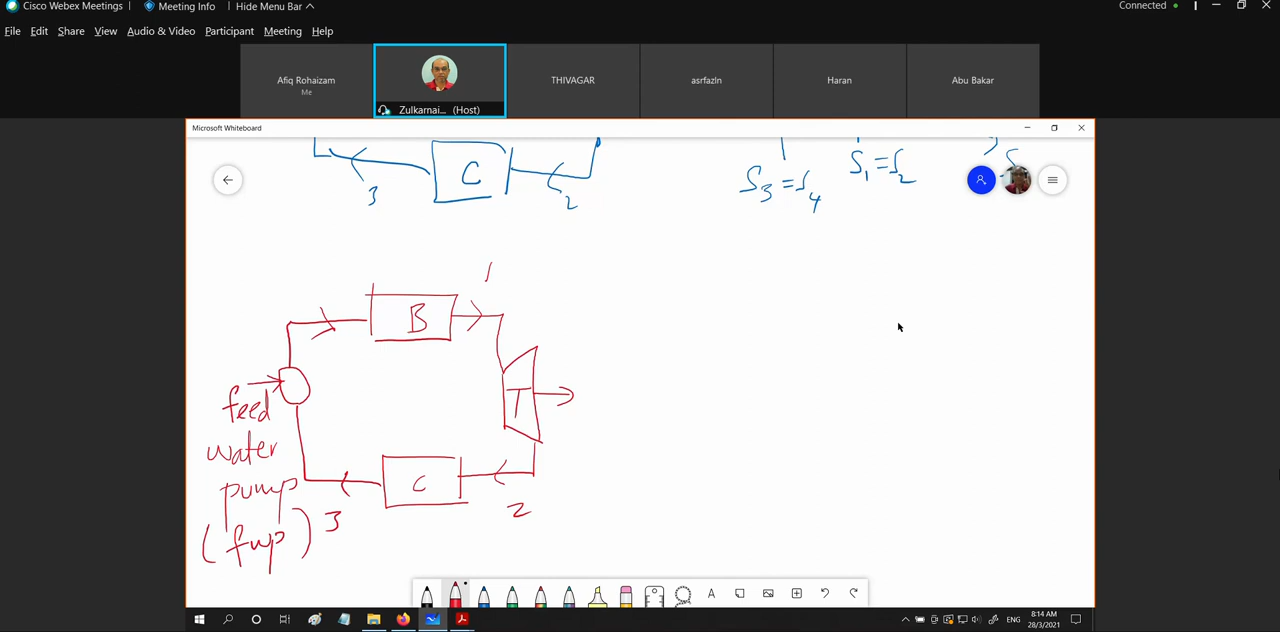 Cisco Webex Meetings
Meeting Info
Hide Menu Bar
Connected
File Edit Share View Audio & Video Participant Meeting Help
Afiq Rohaizam
Me
Zulkarnai... (Host)
THIVAGAR
asrfazln
Haran
Abu Bakar
Microsoft Whiteboard
C
3
2
S3 = S4
S1 = S2
1
B
T
feed
water
pump
(fwp)
C
3
2
A
ENG
8:14 AM
28/3/2021